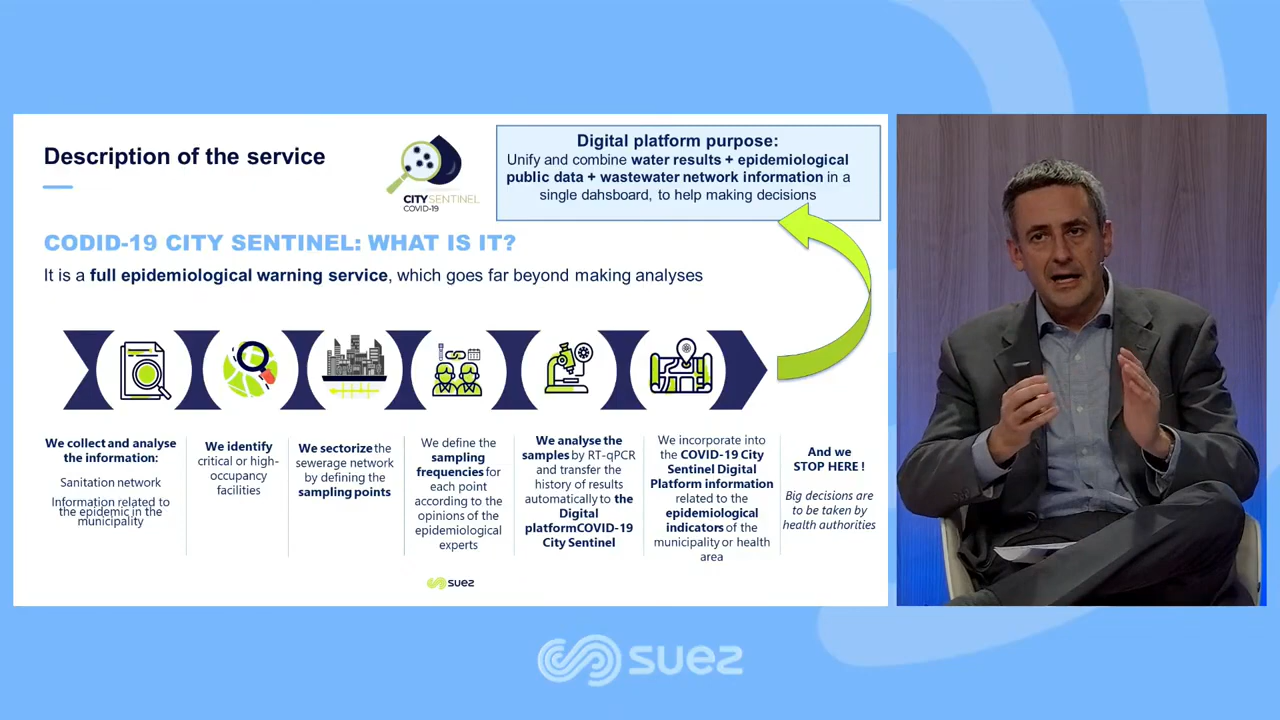 Description of the service
CITYSENTINEL
COVID-19
Digital platform purpose:
Unify and combine water results + epidemiological
public data + wastewater network information in a
single dahsboard, to help making decisions
CODID-19 CITY SENTINEL: WHAT IS IT?
It is a full epidemiological warning service, which goes far beyond making analyses
We collect and analyse
the information:
Sanitation network
Information related to
the epidemic in the
municipality
We identify
critical or high-
occupancy
facilities
We sectorize the
sewerage network
by defining the
sampling points
We define the
sampling
frequencies for
each point
according to the
opinions of the
epidemiological
experts
We analyse the
samples by RT-qPCR
and transfer the
history of results
automatically to the
Digital
platformCOVID-19
City Sentinel
We incorporate into
the COVID-19 City
Sentinel Digital
Platform information
related to the
epidemiological
indicators of the
municipality or health
area
And we
STOP HERE !
Big decisions are
to be taken by
health authorities
suez
suez